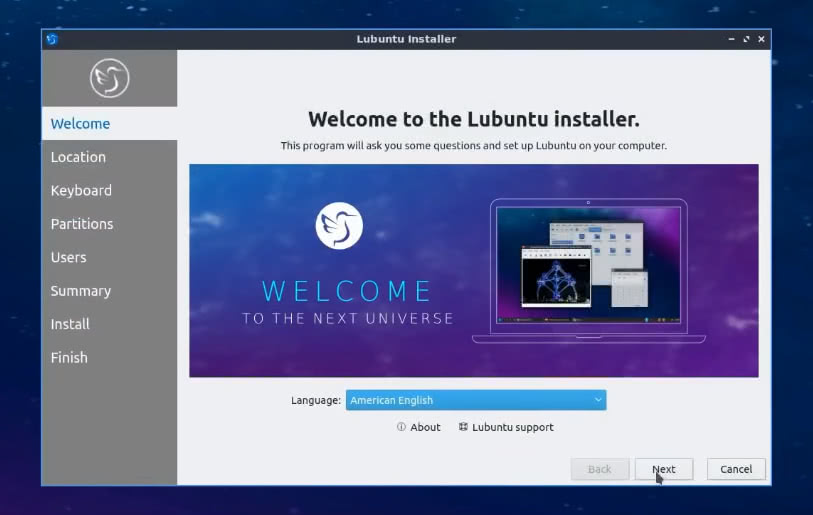 Lubuntu Installer
Welcome
Location
Keyboard
Partitions
Users
Summary
Install
Finish
Welcome to the Lubuntu installer.
This program will ask you some questions and set up Lubuntu on your computer.
WELCOME
TO THE NEXT UNIVERSE
Language: American English
About Lubuntu support
Back Next Cancel